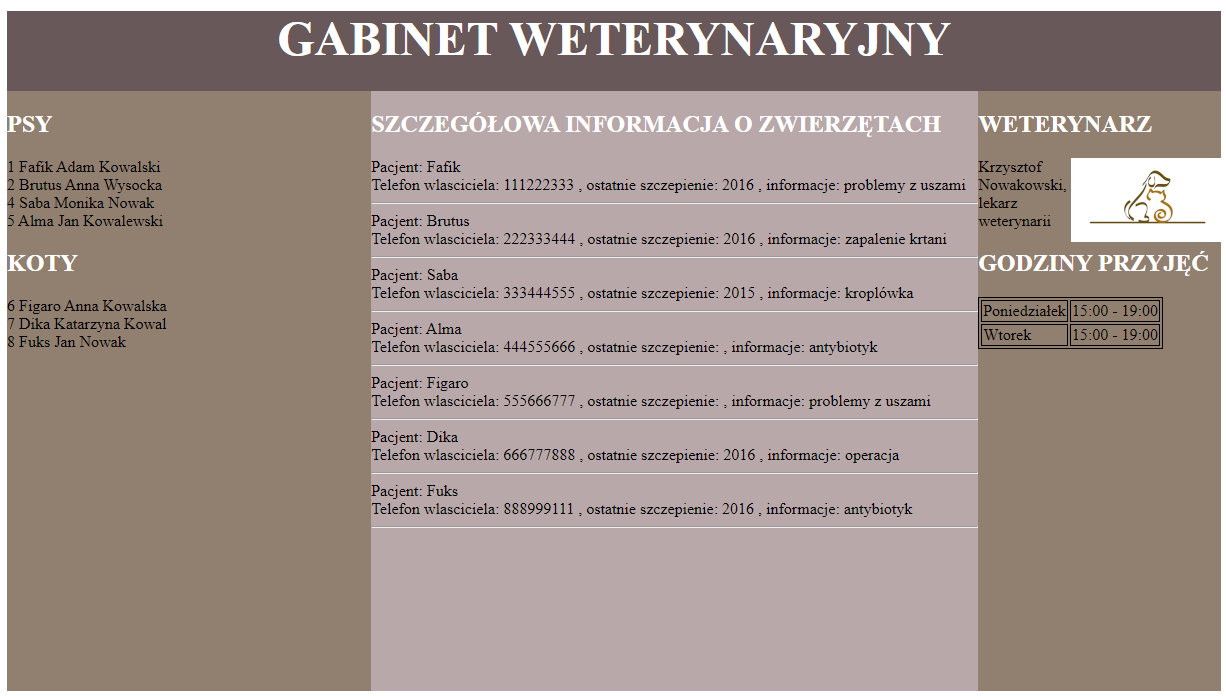 GABINET WETERYNARYJNY
PSY
1 Fafik Adam Kowalski
2 Brutus Anna Wysocka
4 Saba Monika Nowak
5 Alma Jan Kowalewski
KOTY
6 Figaro Anna Kowalska
7 Dika Katarzyna Kowal
8 Fuks Jan Nowak
SZCZEGÓŁOWA INFORMACJA O ZWIERZĘTACH
Pacjent: Fafik
Telefon wlasciciela: 111222333 , ostatnie szczepienie: 2016 , informacje: problemy z uszami
Pacjent: Brutus
Telefon wlasciciela: 222333444 , ostatnie szczepienie: 2016 , informacje: zapalenie krtani
Pacjent: Saba
Telefon wlasciciela: 333444555 , ostatnie szczepienie: 2015 , informacje: kroplówka
Pacjent: Alma
Telefon wlasciciela: 444555666 , ostatnie szczepienie: , informacje: antybiotyk
Pacjent: Figaro
Telefon wlasciciela: 555666777 , ostatnie szczepienie: , informacje: problemy z uszami
Pacjent: Dika
Telefon wlasciciela: 666777888 , ostatnie szczepienie: 2016 , informacje: operacja
Pacjent: Fuks
Telefon wlasciciela: 888999111 , ostatnie szczepienie: 2016 , informacje: antybiotyk
WETERYNARZ
Krzysztof
Nowakowski,
lekarz
weterynarii
GODZINY PRZYJĘĆ
Poniedziałek 15:00 - 19:00
Wtorek 15:00 - 19:00